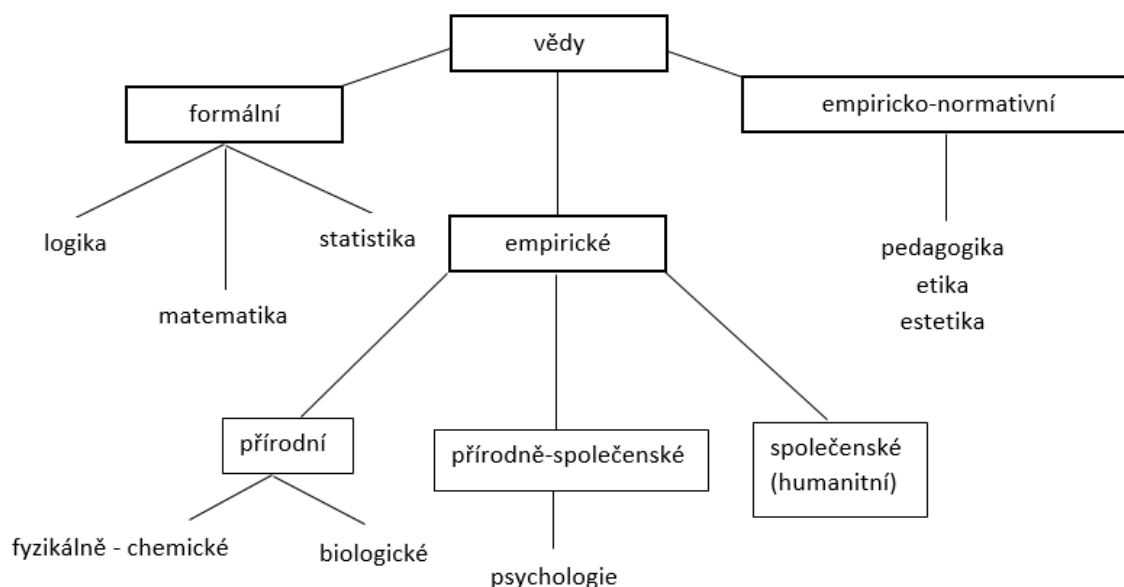 vědy
formální
empiricko-normativní
logika
statistika
empirické
pedagogika
etika
estetika
matematika
přírodní
přírodně-společenské
společenské
(humanitní)
fyzikálně - chemické
biologické
psychologie